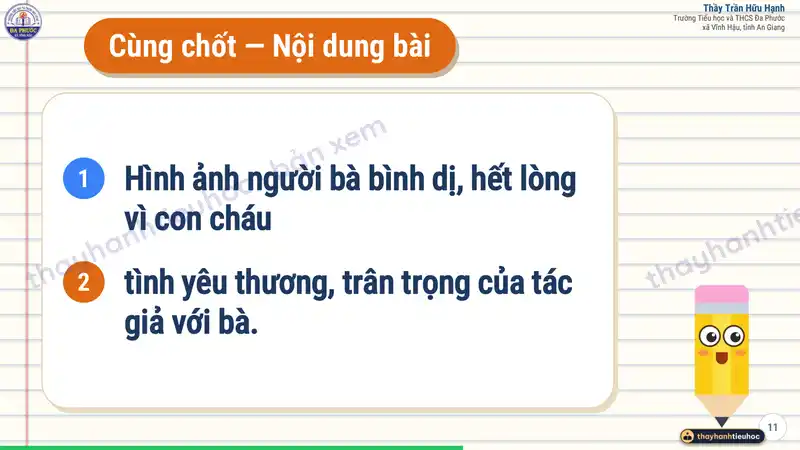 Thầy Trần Hữu Hạnh
Trường Tiểu học và THCS Đa Phước
xã Vĩnh Hậu, tỉnh An Giang
ĐA PHƯỚC
Cùng chốt — Nội dung bài
1 Hình ảnh người bà bình dị, hết lòng
vì con cháu
2 tình yêu thương, trân trọng của tác
giả với bà.
thayhanhtieuhoc
11